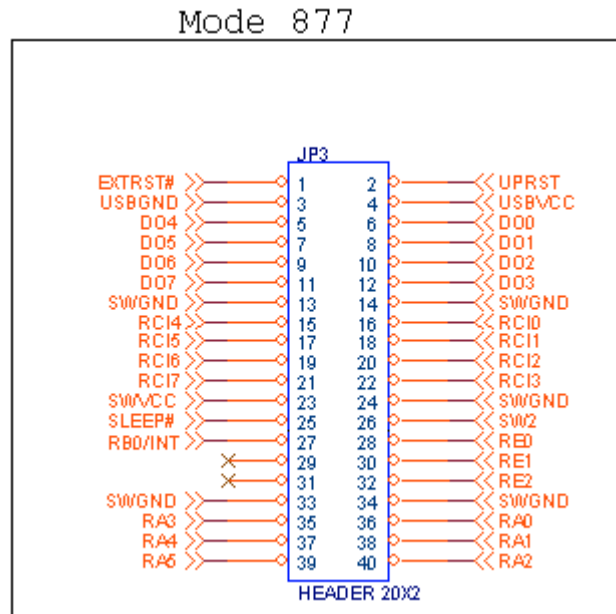 Mode 877
JP3
EXTRST# 1 2 UPRST
USBGND 3 4 USBVCC
DO4 5 6 DO0
DO5 7 8 DO1
DO6 9 10 DO2
DO7 11 12 DO3
SWGND 13 14 SWGND
RCI4 15 16 RCI0
RCI5 17 18 RCI1
RCI6 19 20 RCI2
RCI7 21 22 RCI3
SWVCC 23 24 SWGND
SLEEP# 25 26 SW2
RB0/INT 27 28 RE0
29 30 RE1
31 32 RE2
SWGND 33 34 SWGND
RA3 35 36 RA0
RA4 37 38 RA1
RA5 39 40 RA2
HEADER 20X2